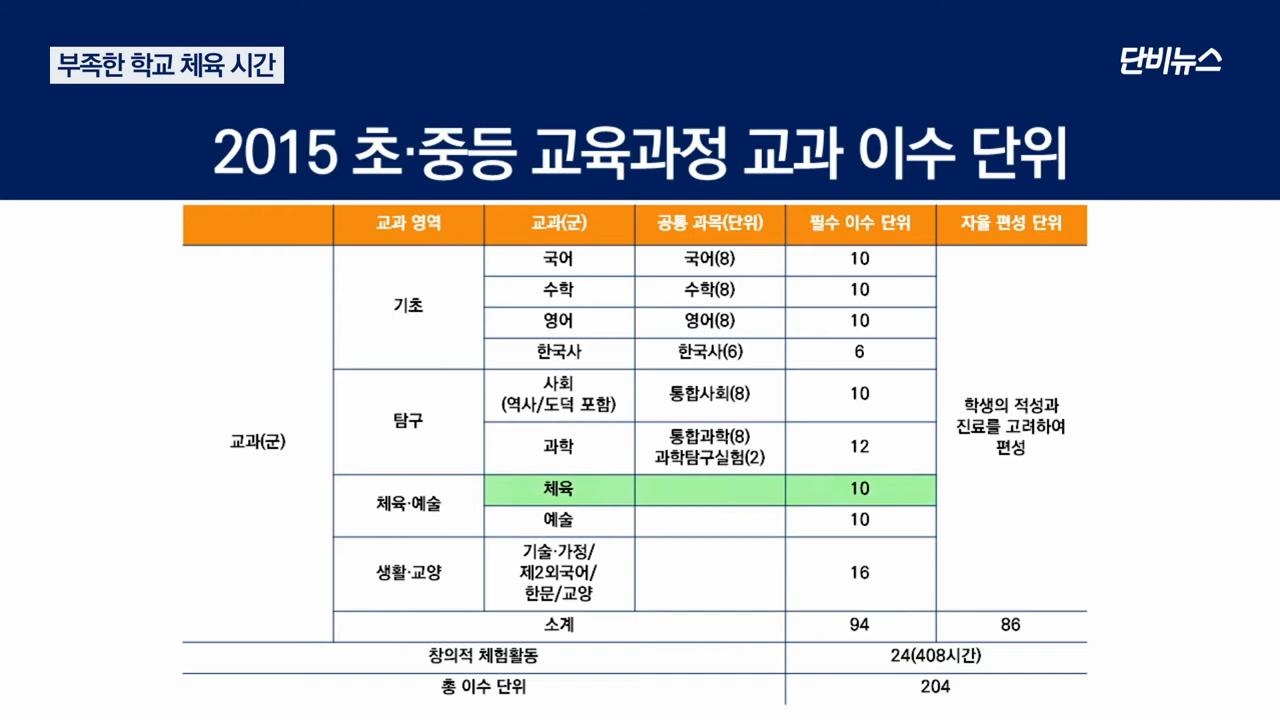 부족한 학교 체육 시간
단비뉴스
2015 초·중등 교육과정 교과 이수 단위
교과 영역 교과(군) 공통 과목(단위) 필수 이수 단위 자율 편성 단위
교과(군)
기초
국어 국어(8) 10
수학 수학(8) 10
영어 영어(8) 10
한국사 한국사(6) 6
탐구
사회
(역사/도덕 포함)
통합사회(8) 10
과학
통합과학(8)
과학탐구실험(2)
12
체육·예술
체육 10
예술 10
생활·교양
기술·가정/
제2외국어/
한문/교양
16
학생의 적성과
진료를 고려하여
편성
소계 94 86
창의적 체험활동 24(408시간)
총 이수 단위 204